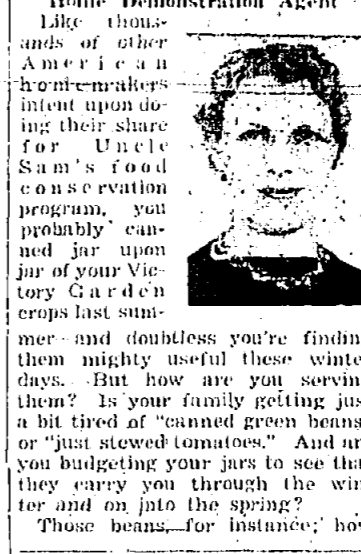 Home Demonstration Agent
Like thous-
ands of other
American
homemakers
intent upon do-
ing their share
for Uncle
Sam's food
conservation
program, you
probably can-
ned jar upon
jar of your Vic-
tory Garden
crops last sum-
mer and doubtless you're findin
them mighty useful these winte
days. But how are you servin
them? Is your family getting jus
a bit tired of "canned green beans
or "just stewed tomatoes." And ar
you budgeting your jars to see tha
they carry you through the win
ter and on into the spring?
Those beans, for instance; ho